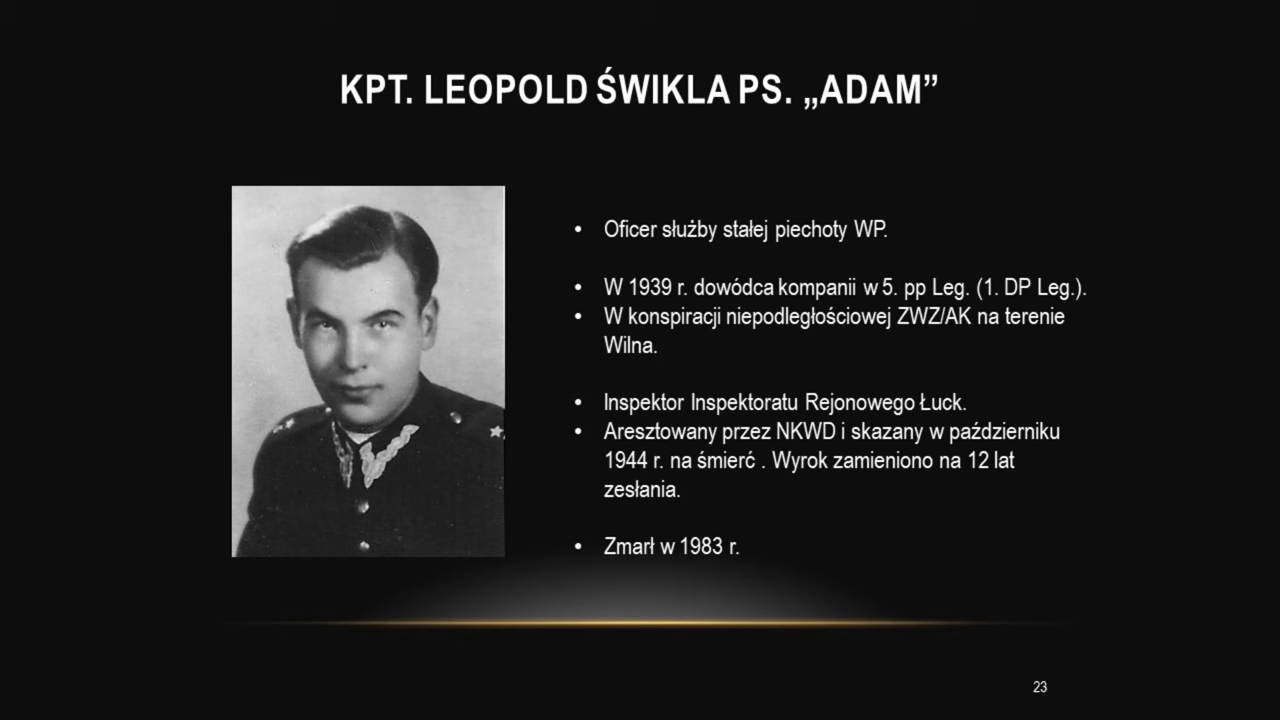 KPT. LEOPOLD ŚWIKLA PS. „ADAM”
• Oficer służby stałej piechoty WP.
• W 1939 r. dowódca kompanii w 5. pp Leg. (1. DP Leg.).
• W konspiracji niepodległościowej ZWZ/AK na terenie
Wilna.
• Inspektor Inspektoratu Rejonowego Łuck.
• Aresztowany przez NKWD i skazany w październiku
1944 r. na śmierć . Wyrok zamieniono na 12 lat
zesłania.
• Zmarł w 1983 r.
23